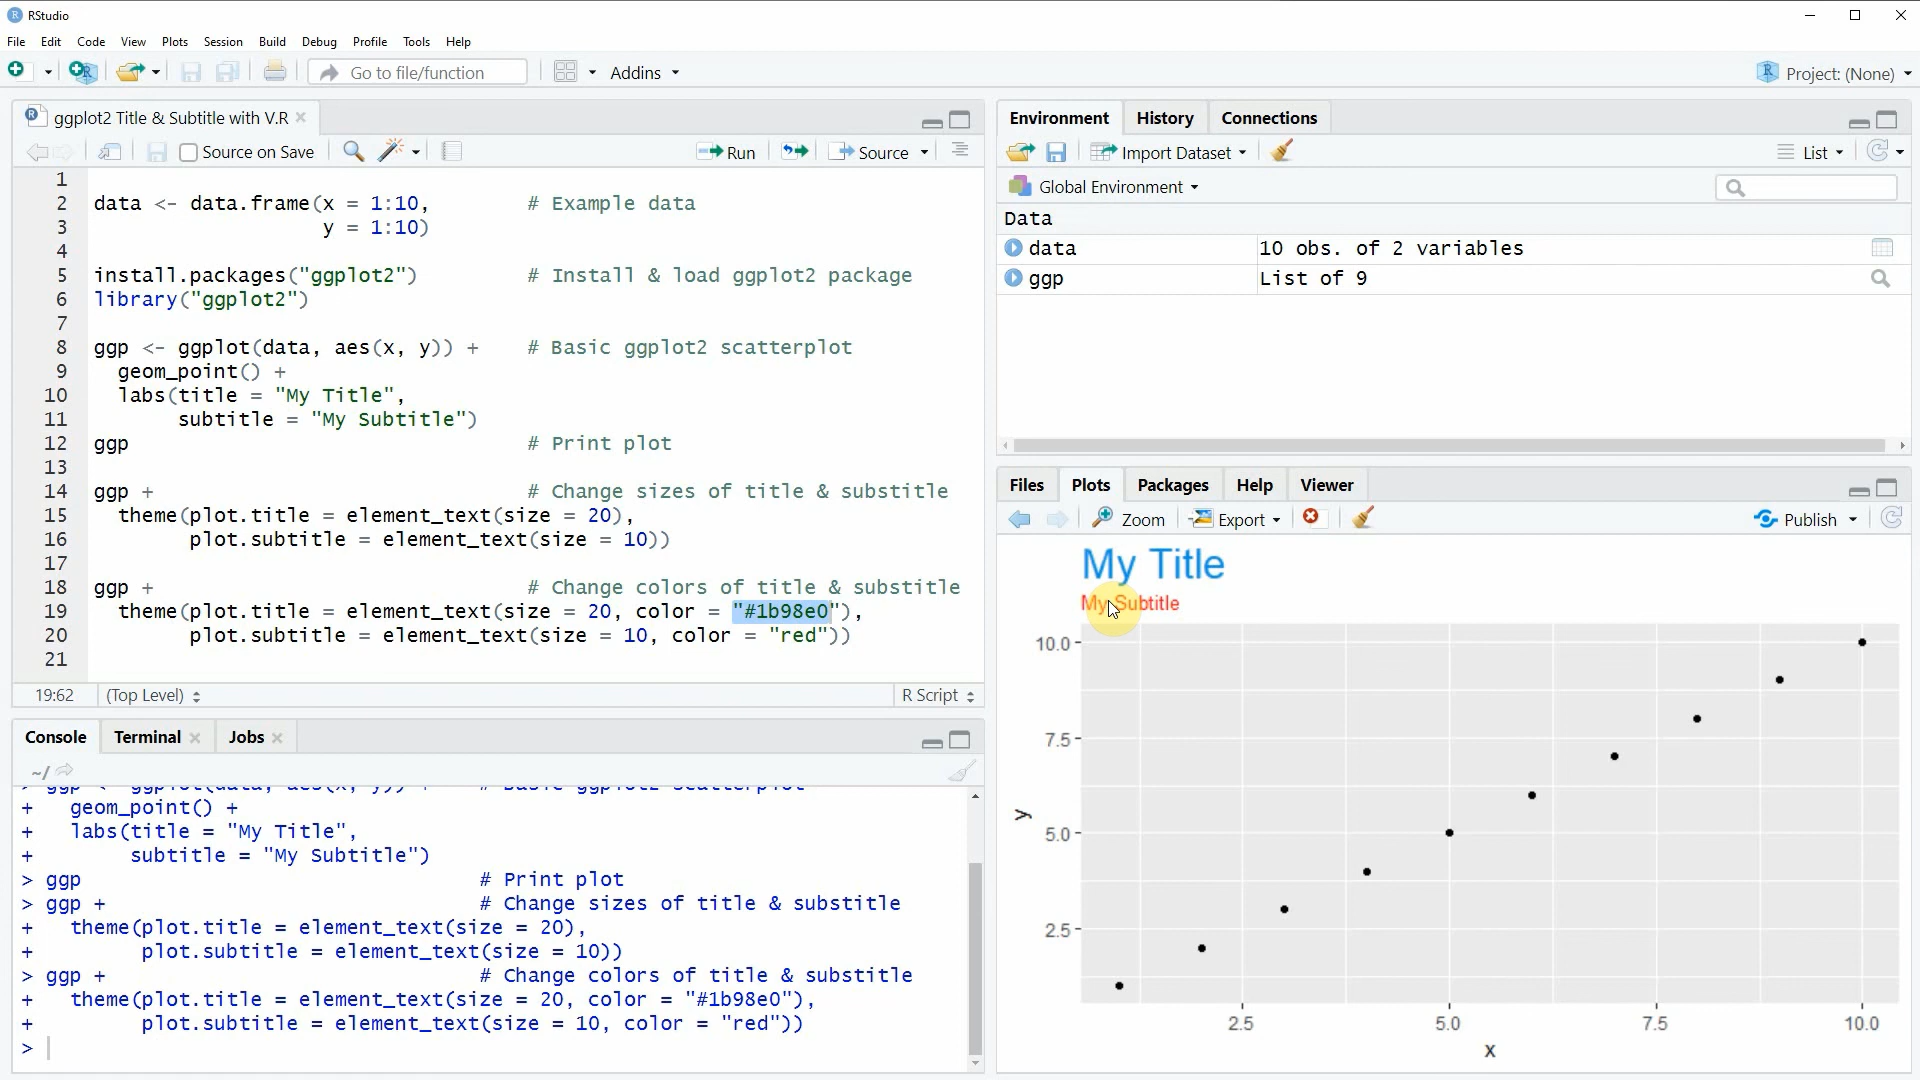 RStudio
File Edit Code View Plots Session Build Debug Profile Tools Help
Go to file/function Addins Project: (None)
ggplot2 Title & Subtitle with V.R
Source on Save Run Source
1
2 data <- data.frame(x = 1:10, # Example data
3 y = 1:10)
4
5 install.packages("ggplot2") # Install & load ggplot2 package
6 library("ggplot2")
7
8 ggp <- ggplot(data, aes(x, y)) + # Basic ggplot2 scatterplot
9 geom_point() +
10 labs(title = "My Title",
11 subtitle = "My Subtitle")
12 ggp # Print plot
13
14 ggp + # Change sizes of title & substitle
15 theme(plot.title = element_text(size = 20),
16 plot.subtitle = element_text(size = 10))
17
18 ggp + # Change colors of title & substitle
19 theme(plot.title = element_text(size = 20, color = "#1b98e0"),
20 plot.subtitle = element_text(size = 10, color = "red"))
21
19:62 (Top Level) R Script
Console Terminal Jobs
~/
> ggp <- ggplot(data, aes(x, y)) + # Basic ggplot2 scatterplot
+ geom_point() +
+ labs(title = "My Title",
+ subtitle = "My Subtitle")
> ggp # Print plot
> ggp + # Change sizes of title & substitle
+ theme(plot.title = element_text(size = 20),
+ plot.subtitle = element_text(size = 10))
> ggp + # Change colors of title & substitle
+ theme(plot.title = element_text(size = 20, color = "#1b98e0"),
+ plot.subtitle = element_text(size = 10, color = "red"))
>
Environment History Connections
Import Dataset List
Global Environment
Data
data 10 obs. of 2 variables
ggp List of 9
Files Plots Packages Help Viewer
Zoom Export Publish
My Title
My Subtitle
10.0
7.5
y
5.0
2.5
2.5 5.0 7.5 10.0
x